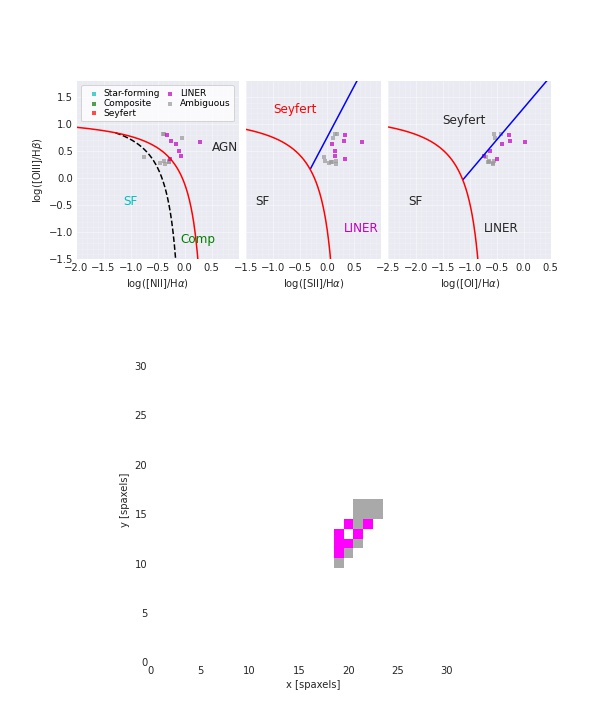 Star-forming
Composite
Seyfert
LINER
Ambiguous
1.5
1.0
0.5
0.0
−0.5
−1.0
−1.5
log([OIII]/Hβ)
AGN
SF
Comp
−2.0 −1.5 −1.0 −0.5 0.0 0.5
log([NII]/Hα)
Seyfert
SF
LINER
−1.0 −0.5 0.0 0.5
log([SII]/Hα)
Seyfert
SF
LINER
−2.5 −2.0 −1.5 −1.0 −0.5 0.0 0.5
log([OI]/Hα)
30
25
20
15
10
5
0
y [spaxels]
0 5 10 15 20 25 30
x [spaxels]